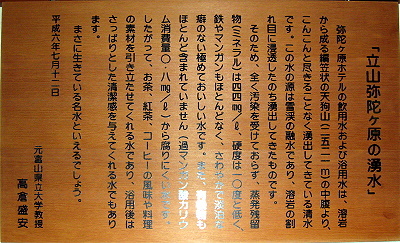 「立山弥陀ヶ原の湧水」
弥陀ヶ原ホテルの飲用水および浴用水は、溶岩
から成る楯笠状の天狗山(二五二一m)の中腹より、
こんこんと尽きることなく湧出してきている清水
です。この水の源は雪渓の融水であり、溶岩の割
れ目に浸透したのち湧出してきたものです。
そのため、全く汚染を受けておらず、蒸発残留
物(ミネラル)は四四㎎/ℓ、硬度は一〇度と低く、
鉄やマンガンもほとんどなく、さわやかで淡泊な
癖のない極めておいしい水です。また、有機物も
ほとんど含まれていません(過マンガン酸カリウ
ム消費量〇・八㎎/ℓ)から腐りにくい水です。
したがって、お茶、紅茶、コーヒーの風味や料理
の素材を引き立たせてくれる水であり、浴用後は
さっぱりとした清潔感を与えてくれる水でもあり
ます。
まさに生きている名水といえるでしょう。
平成六年七月十二日
元富山県立大学教授
高倉盛安